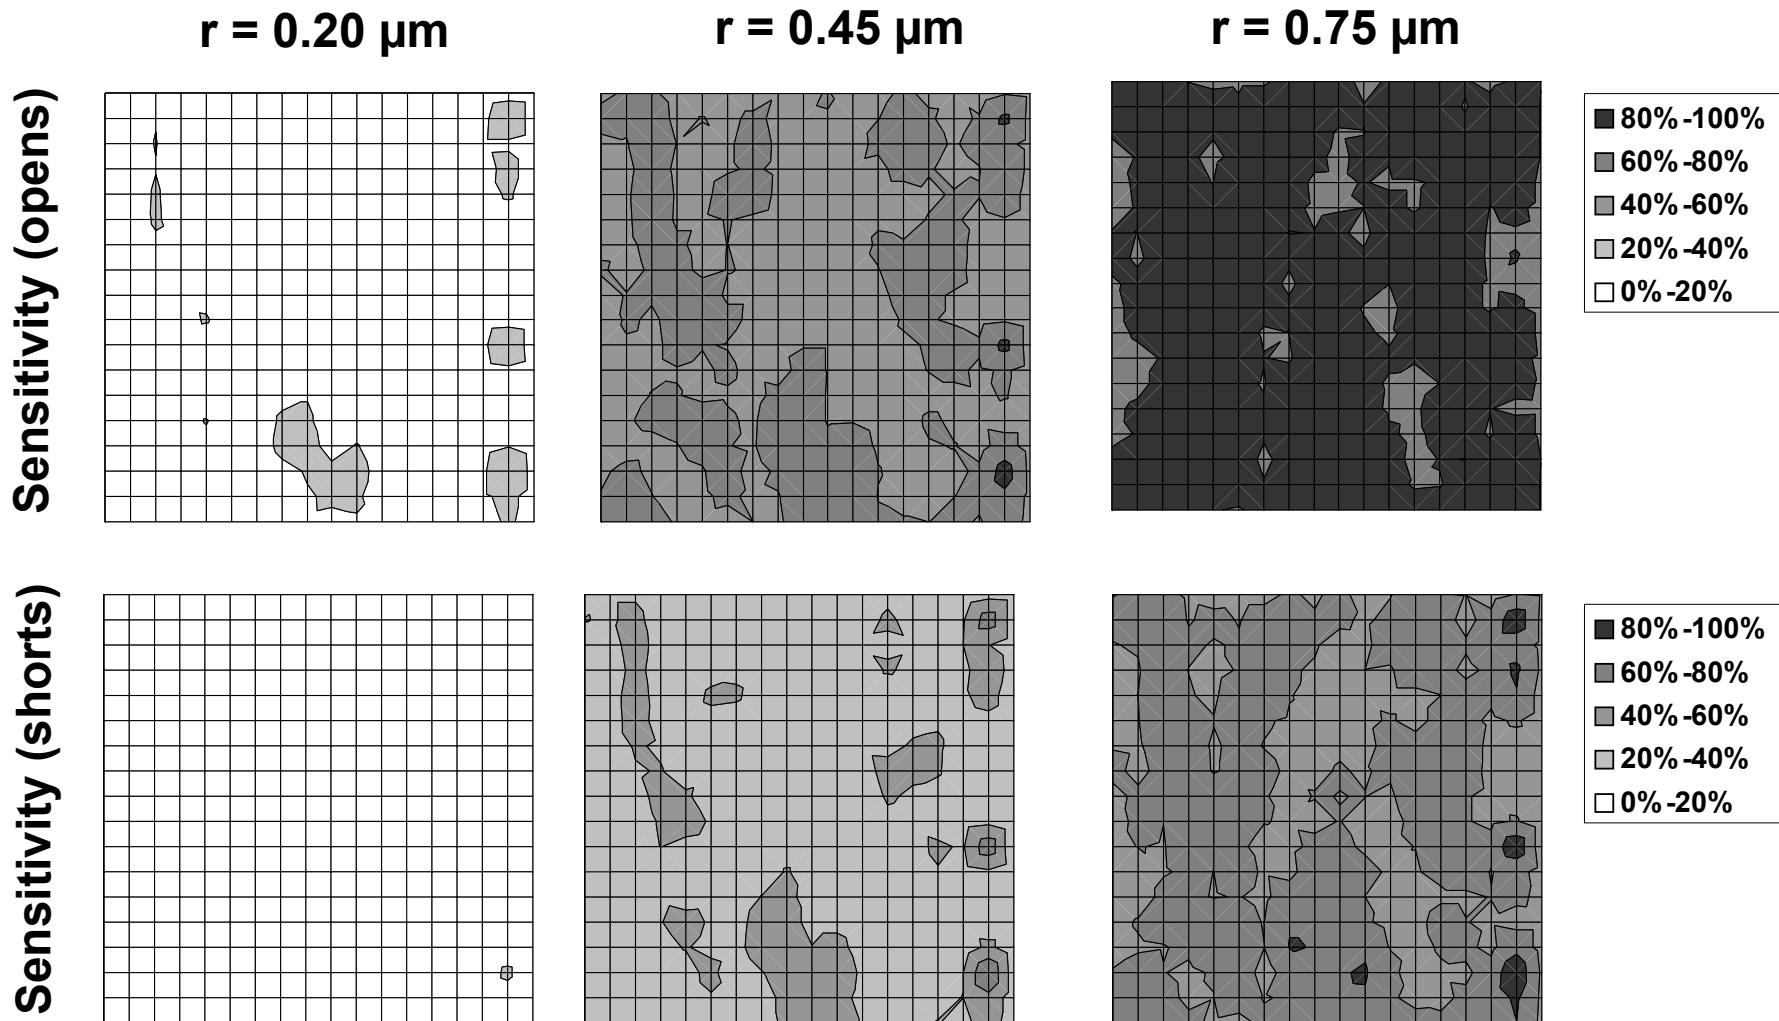 r = 0.20 µm
r = 0.45 µm
r = 0.75 µm
Sensitivity (opens)
80%-100%
60%-80%
40%-60%
20%-40%
0%-20%
Sensitivity (shorts)
80%-100%
60%-80%
40%-60%
20%-40%
0%-20%